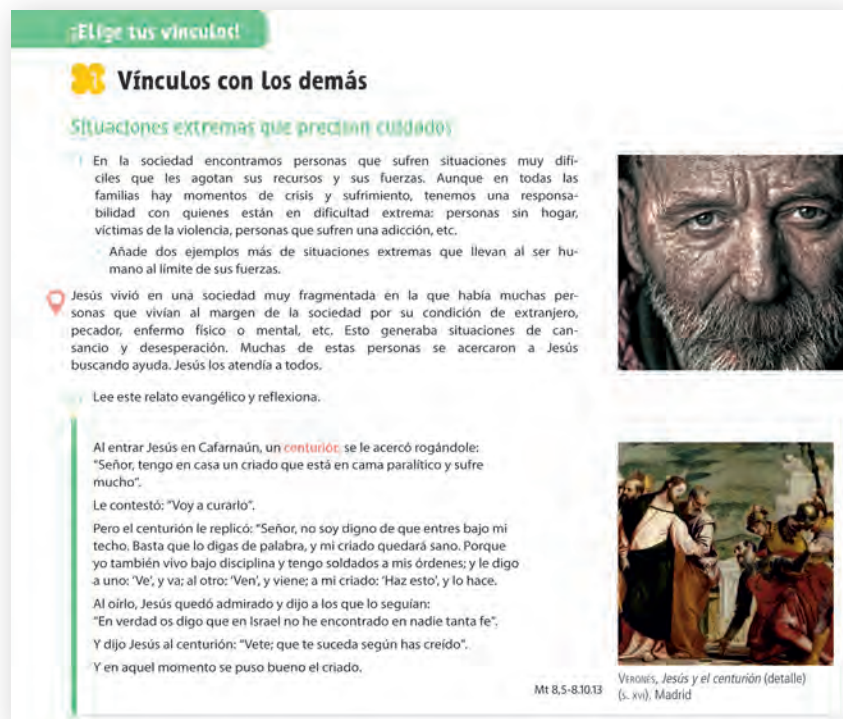 ¡Elige tus vínculos!
1 Vínculos con los demás
Situaciones extremas que precisan cuidados
En la sociedad encontramos personas que sufren situaciones muy difí-
ciles que les agotan sus recursos y sus fuerzas. Aunque en todas las
familias hay momentos de crisis y sufrimiento, tenemos una responsa-
bilidad con quienes están en dificultad extrema: personas sin hogar,
víctimas de la violencia, personas que sufren una adicción, etc.
Añade dos ejemplos más de situaciones extremas que llevan al ser hu-
mano al límite de sus fuerzas.
Jesús vivió en una sociedad muy fragmentada en la que había muchas per-
sonas que vivían al margen de la sociedad por su condición de extranjero,
pecador, enfermo físico o mental, etc. Esto generaba situaciones de can-
sancio y desesperación. Muchas de estas personas se acercaron a Jesús
buscando ayuda. Jesús los atendía a todos.
Lee este relato evangélico y reflexiona.
Al entrar Jesús en Cafarnaún, un centurión se le acercó rogándole:
"Señor, tengo en casa un criado que está en cama paralítico y sufre
mucho".
Le contestó: "Voy a curarlo".
Pero el centurión le replicó: "Señor, no soy digno de que entres bajo mi
techo. Basta que lo digas de palabra, y mi criado quedará sano. Porque
yo también vivo bajo disciplina y tengo soldados a mis órdenes; y le digo
a uno: 'Ve', y va; al otro: 'Ven', y viene; a mi criado: 'Haz esto', y lo hace.
Al oírlo, Jesús quedó admirado y dijo a los que lo seguían:
"En verdad os digo que en Israel no he encontrado en nadie tanta fe".
Y dijo Jesús al centurión: "Vete; que te suceda según has creído".
Y en aquel momento se puso bueno el criado.
Mt 8,5-8.10.13
Veronés, Jesús y el centurión (detalle)
(s. xvi). Madrid